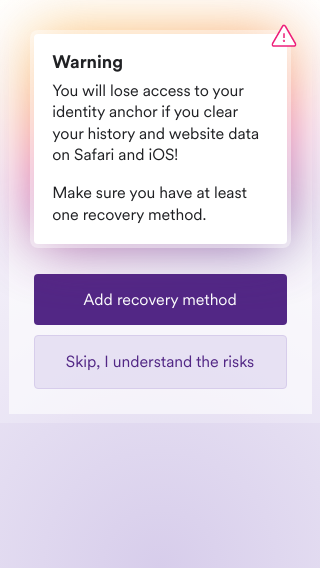 Warning
You will lose access to your
identity anchor if you clear
your history and website data
on Safari and iOS!
Make sure you have at least
one recovery method.
Add recovery method
Skip, I understand the risks